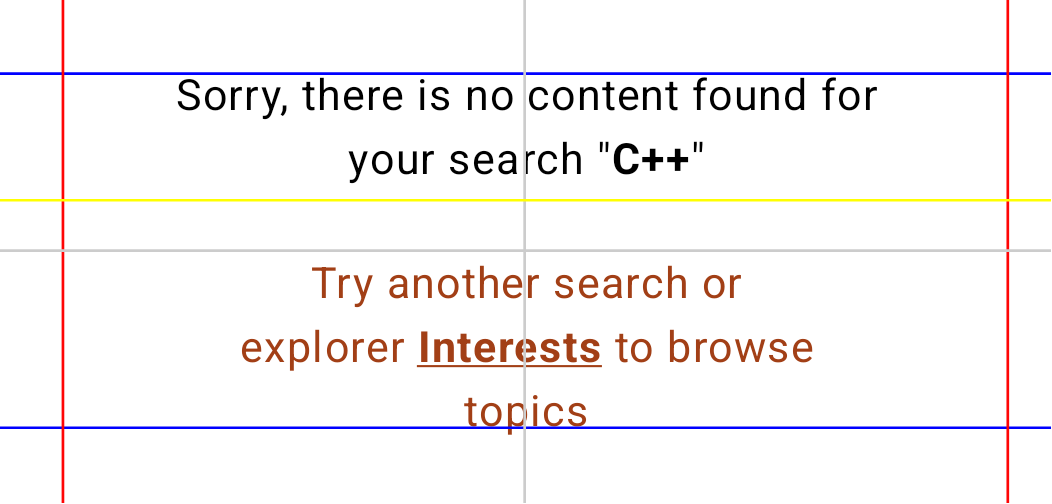 Sorry, there is no content found for
your search "C++"
Try another search or
explorer Interests to browse
topics